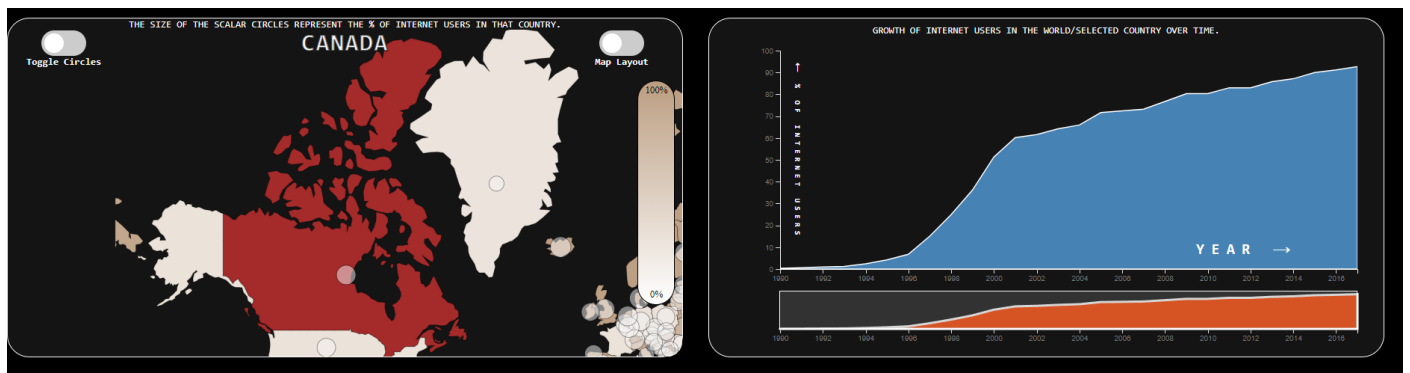 THE SIZE OF THE SCALAR CIRCLES REPRESENT THE % OF INTERNET USERS IN THAT COUNTRY.
CANADA
Toggle Circles
Map Layout
100%
0%
GROWTH OF INTERNET USERS IN THE WORLD/SELECTED COUNTRY OVER TIME.
100
90
80
70
60
50
40
30
20
10
0
→ % OF INTERNET USERS
YEAR →
1990 1992 1994 1996 1998 2000 2002 2004 2006 2008 2010 2012 2014 2016
1990 1992 1994 1996 1998 2000 2002 2004 2006 2008 2010 2012 2014 2016